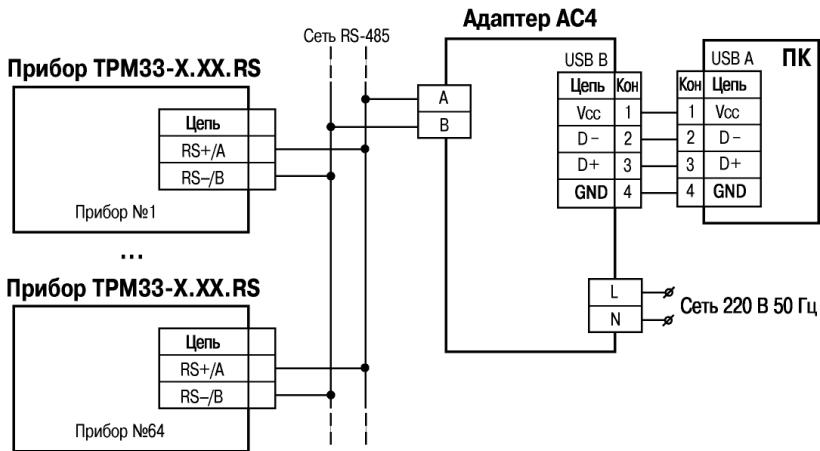 Адаптер АС4
Сеть RS-485
Прибор ТРМ33-Х.ХХ.RS
Цепь
RS+/A
RS–/B
Прибор №1
...
Прибор ТРМ33-Х.ХХ.RS
Цепь
RS+/A
RS–/B
Прибор №64
A
B
USB B
Цепь Кон
Vcc 1
D– 2
D+ 3
GND 4
L
N
Сеть 220 В 50 Гц
USB A
ПК
Кон Цепь
1 Vcc
2 D–
3 D+
4 GND